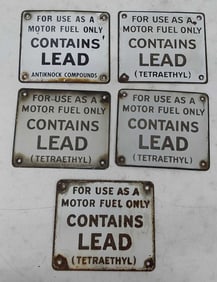 FOR USE AS A
MOTOR FUEL ONLY
CONTAINS
LEAD
ANTIKNOCK COMPOUNDS
FOR USE AS A
MOTOR FUEL ONLY
CONTAINS
LEAD
(TETRAETHYL)
FOR USE AS A
MOTOR FUEL ONLY
CONTAINS
LEAD
(TETRAETHYL)
FOR USE AS A
MOTOR FUEL ONLY
CONTAINS
LEAD
(TETRAETHYL)
FOR USE AS A
MOTOR FUEL ONLY
CONTAINS
LEAD
(TETRAETHYL)